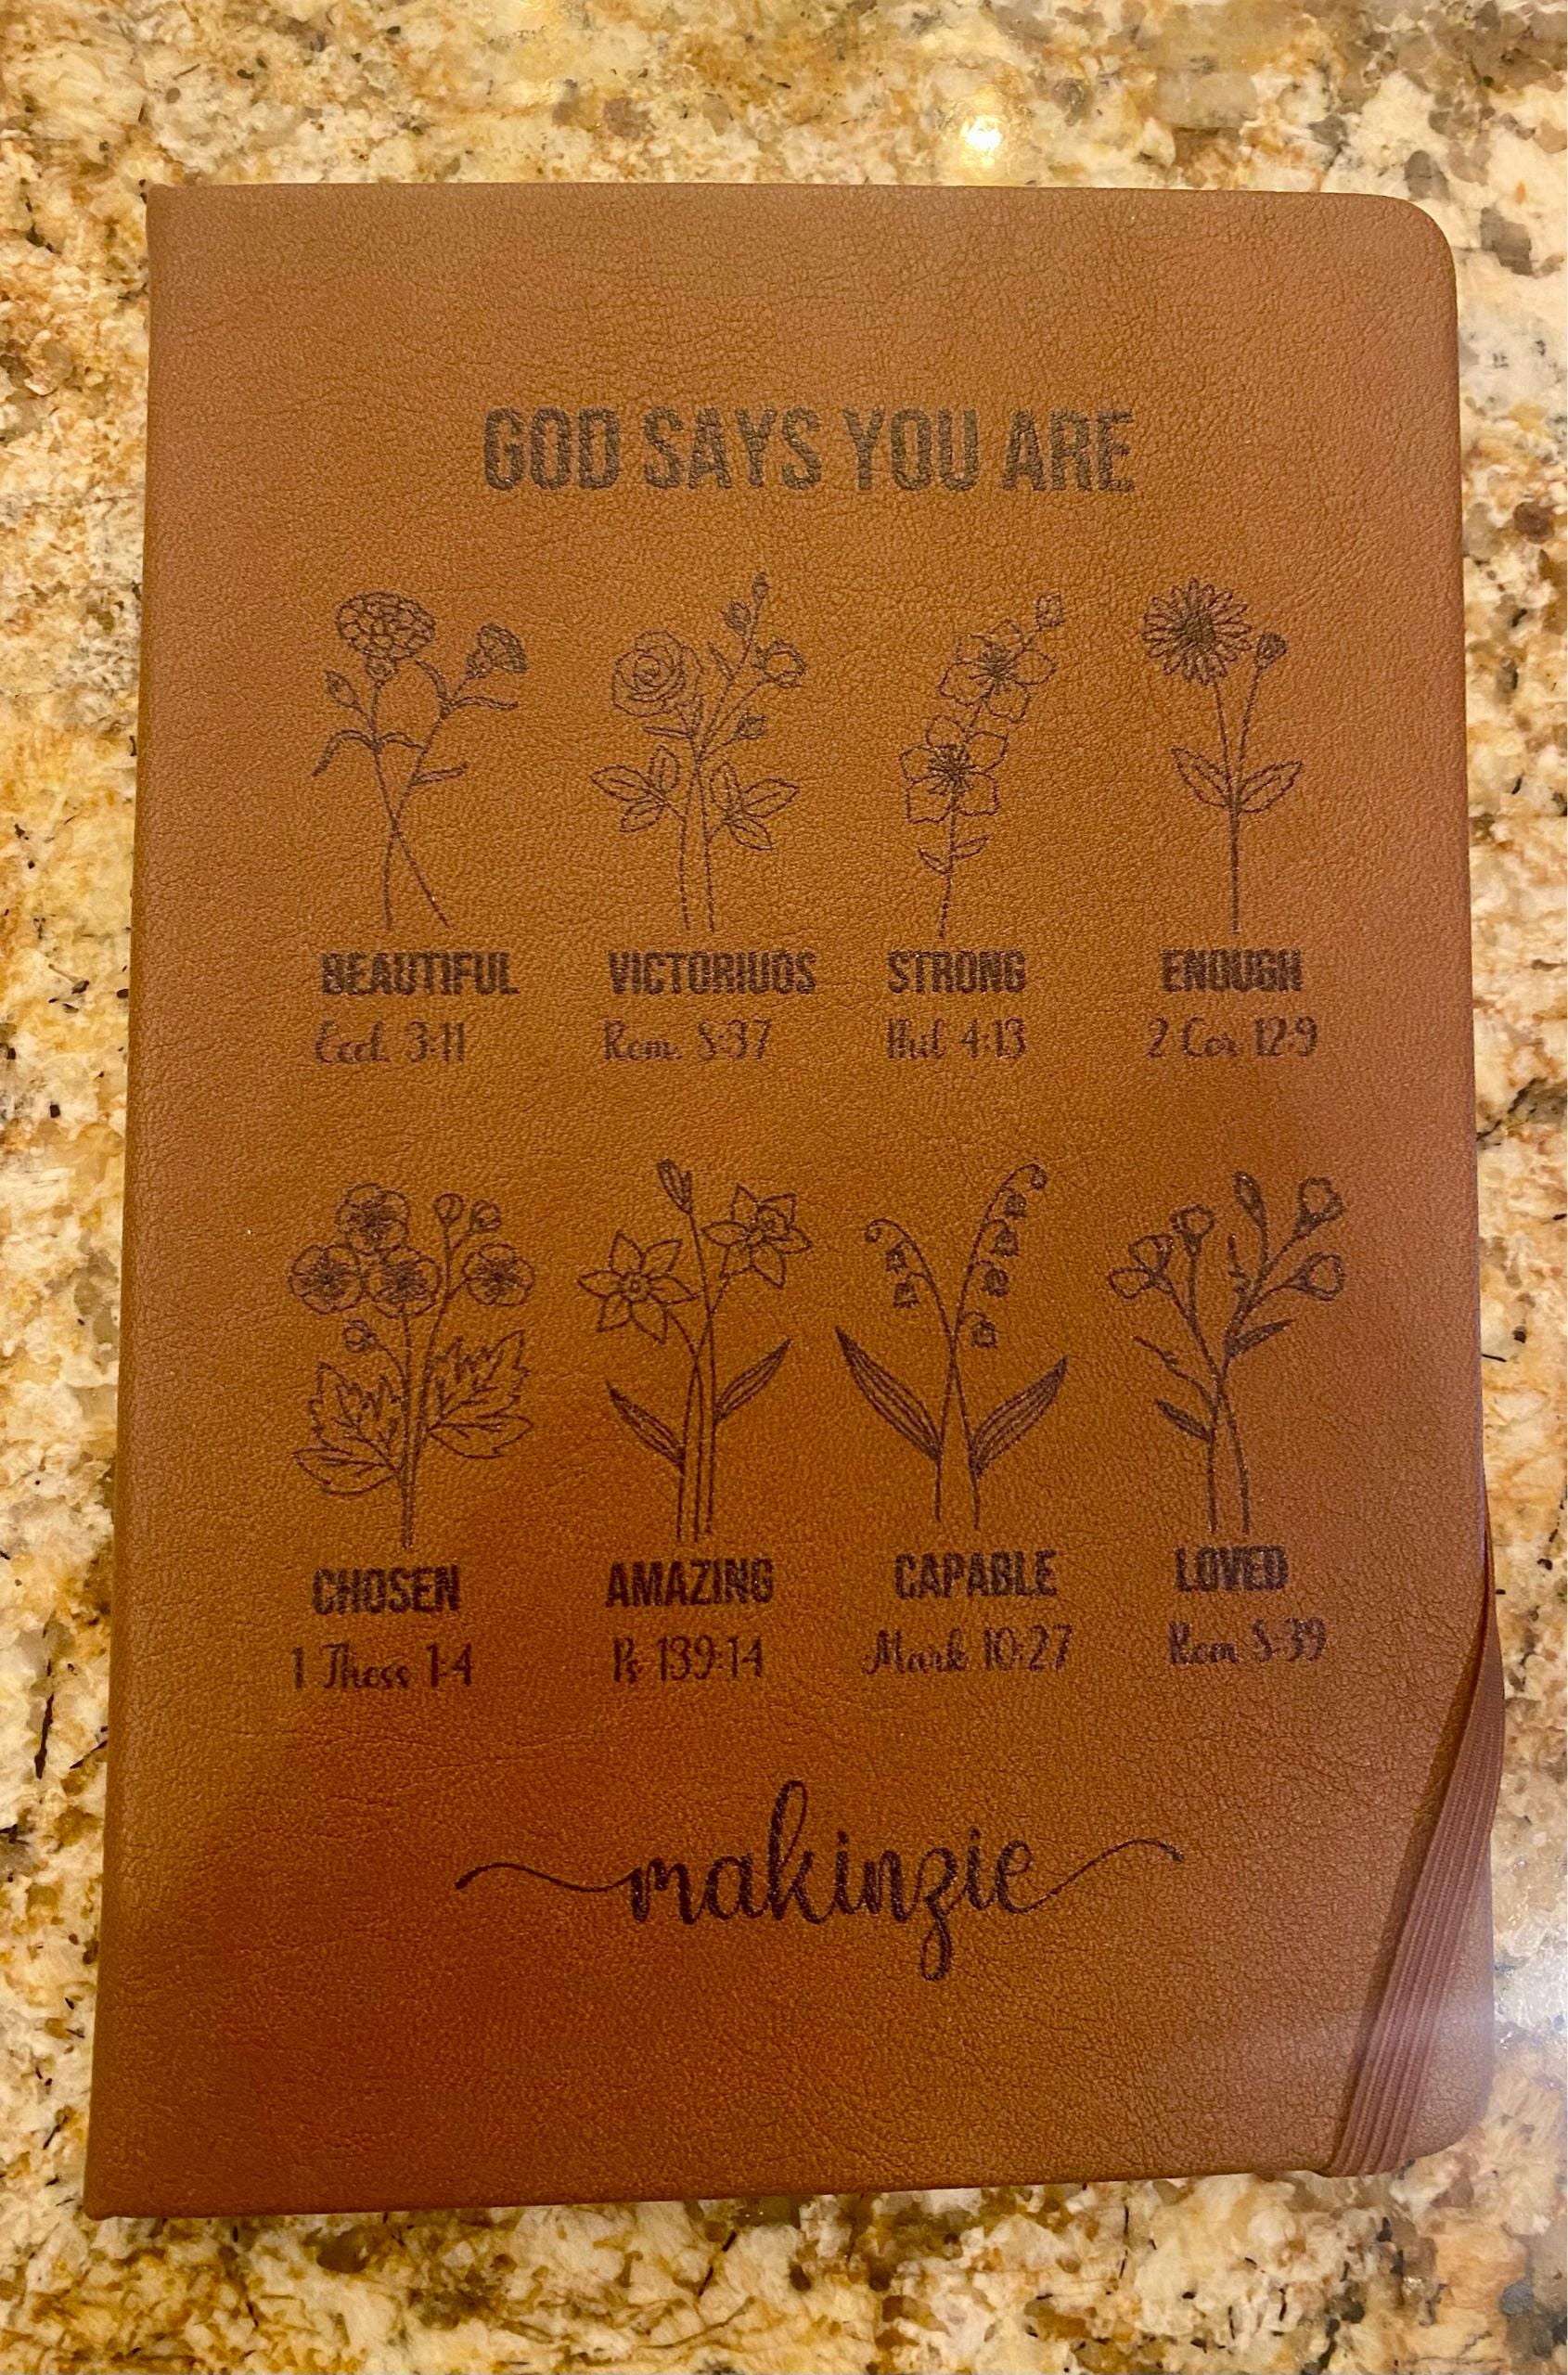 GOD SAYS YOU ARE
BEAUTIFUL VICTORIUOS STRONG ENOUGH
Eccl. 3:11 Rom. 8:37 Phil 4:13 2 Cor 12:9
CHOSEN AMAZING CAPABLE LOVED
1 Thess 1:4 Ps 139:14 Mark 10:27 Rom 8:39
makinzie